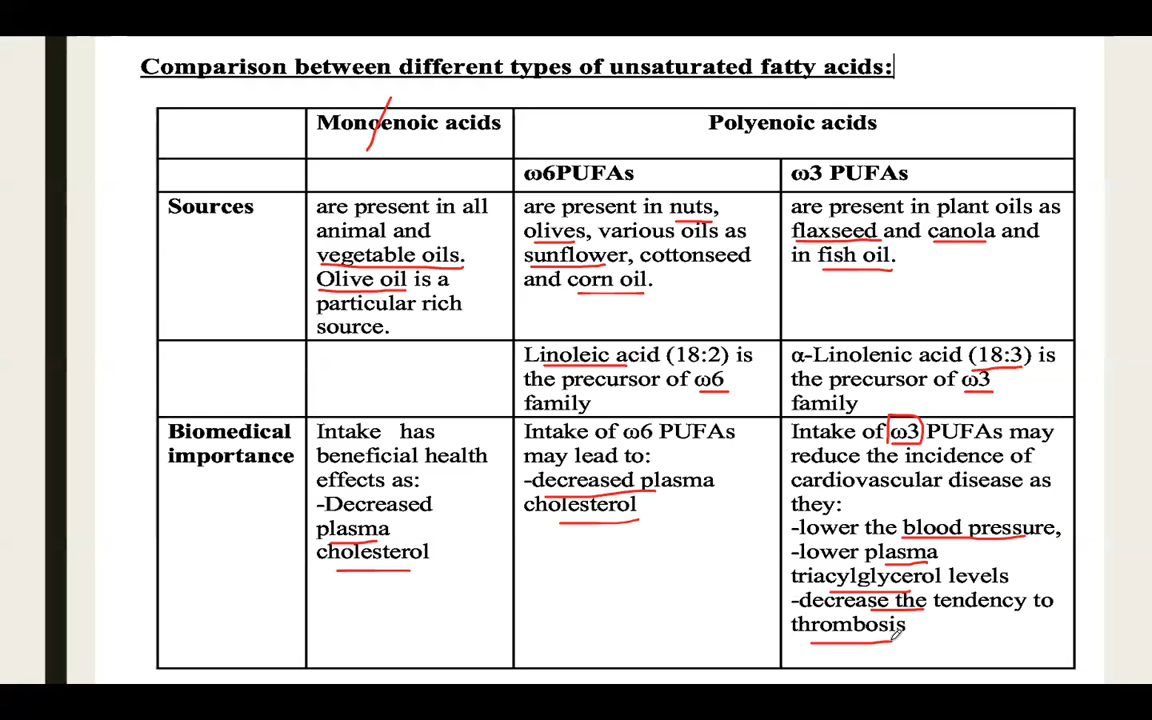 Comparison between different types of unsaturated fatty acids:
Monoenoic acids
Polyenoic acids
ω6PUFAs
ω3 PUFAs
Sources
are present in all
animal and
vegetable oils.
Olive oil is a
particular rich
source.
are present in nuts,
olives, various oils as
sunflower, cottonseed
and corn oil.
are present in plant oils as
flaxseed and canola and
in fish oil.
Linoleic acid (18:2) is
the precursor of ω6
family
α-Linolenic acid (18:3) is
the precursor of ω3
family
Biomedical
importance
Intake has
beneficial health
effects as:
-Decreased
plasma
cholesterol
Intake of ω6 PUFAs
may lead to:
-decreased plasma
cholesterol
Intake of ω3 PUFAs may
reduce the incidence of
cardiovascular disease as
they:
-lower the blood pressure,
-lower plasma
triacylglycerol levels
-decrease the tendency to
thrombosis